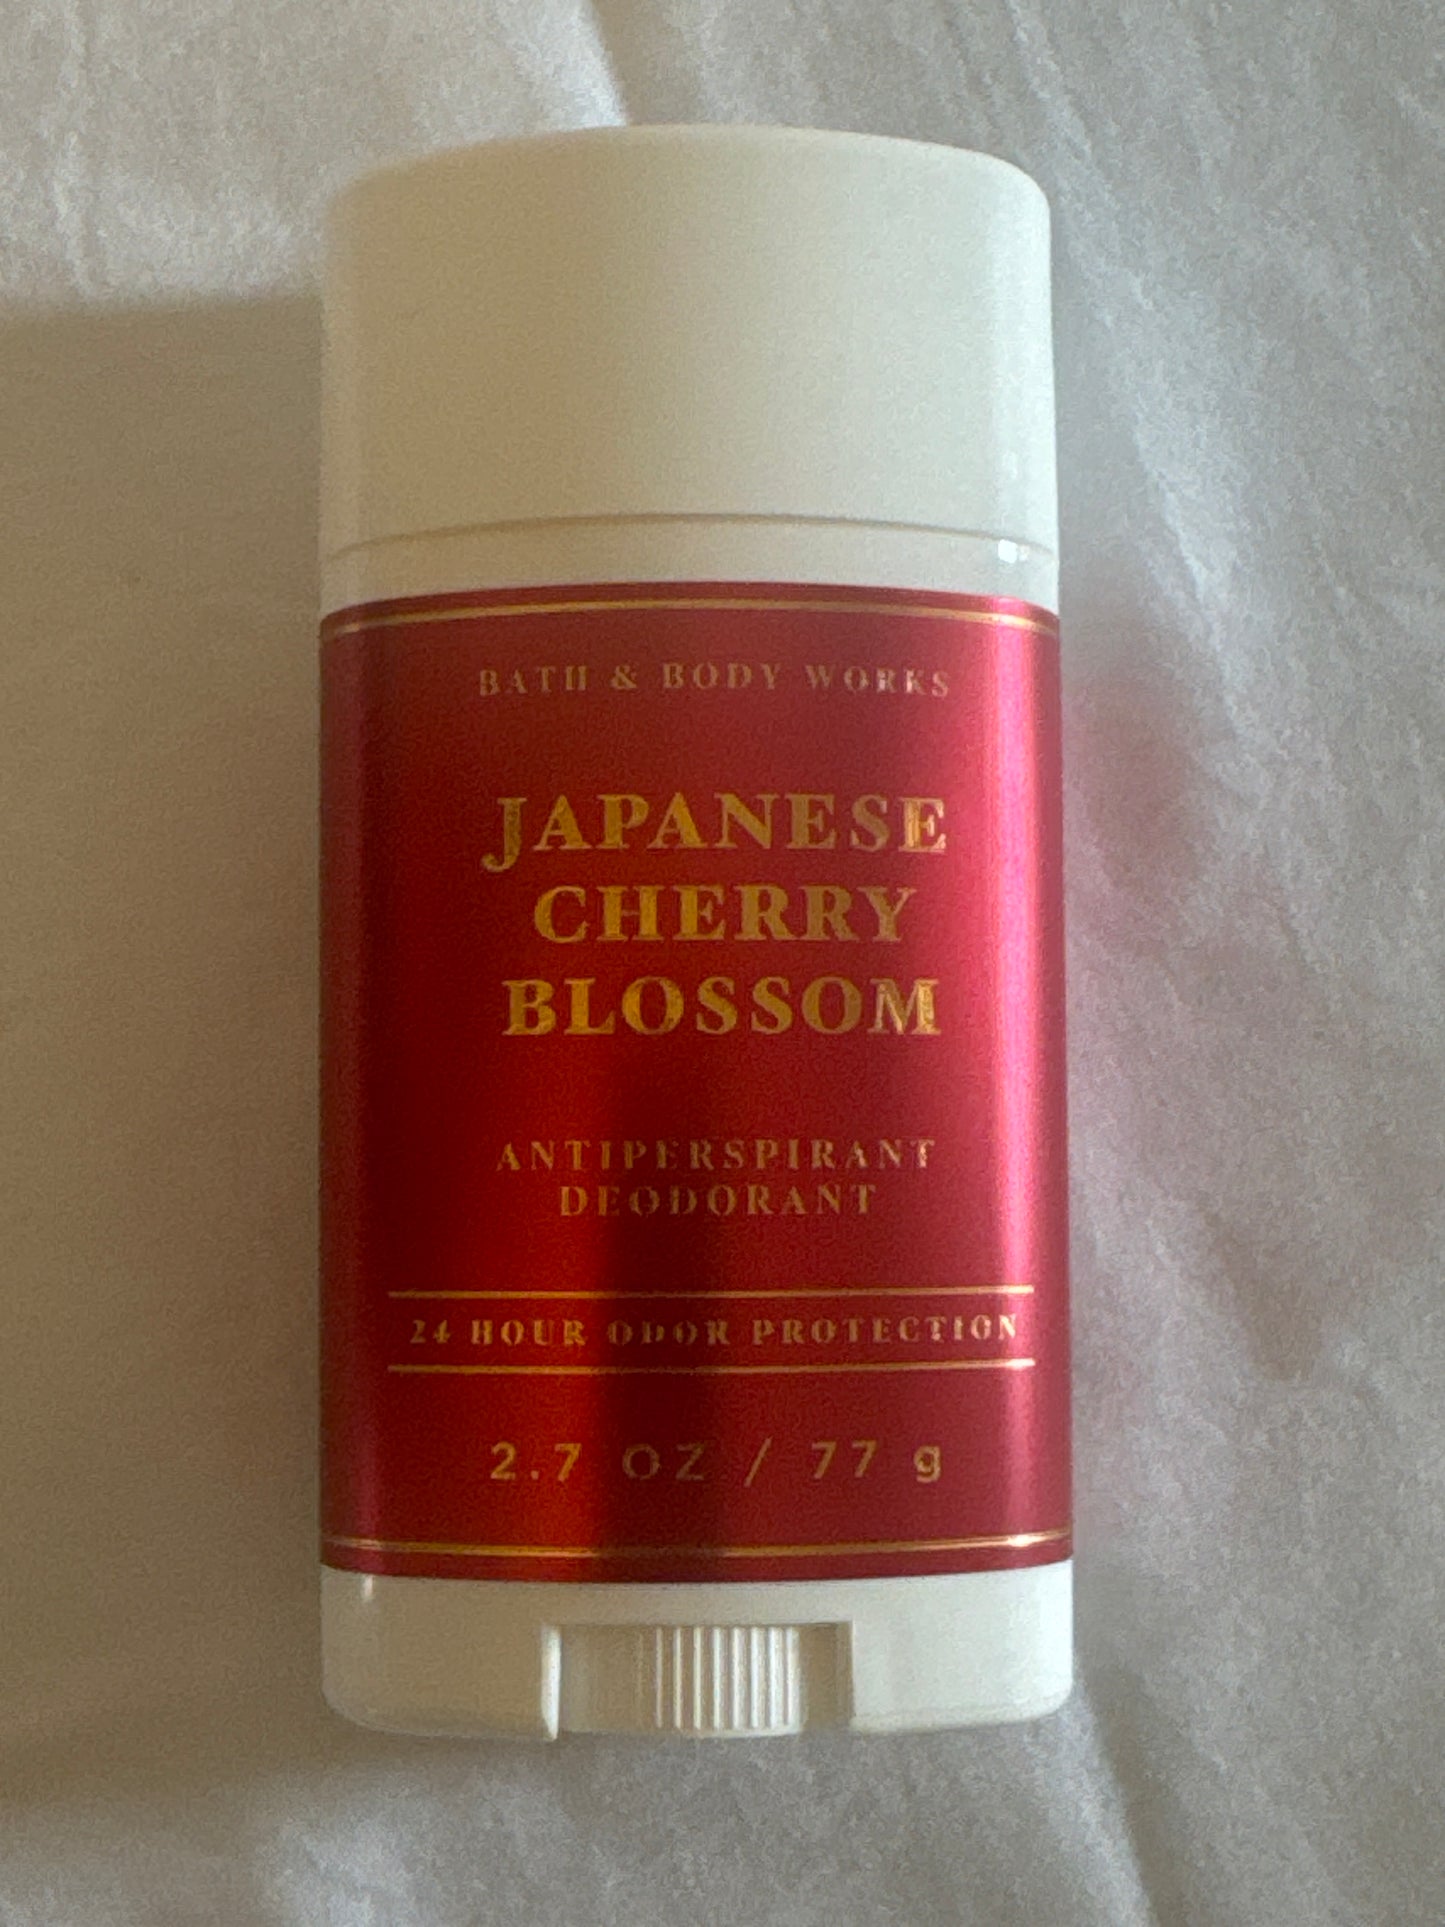 BATH & BODY WORKS
JAPANESE
CHERRY
BLOSSOM
ANTIPERSPIRANT
DEODORANT
24 HOUR ODOR PROTECTION
2.7 OZ / 77 g